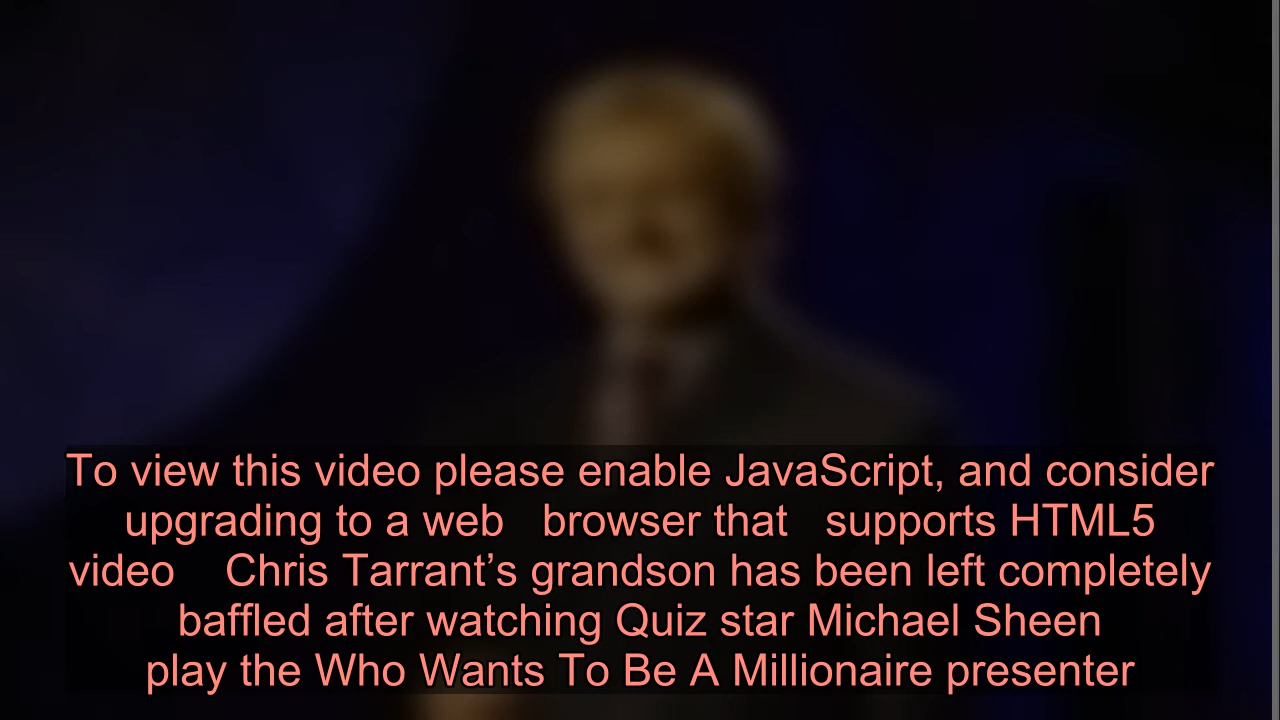 To view this video please enable JavaScript, and consider
upgrading to a web browser that supports HTML5
video Chris Tarrant’s grandson has been left completely
baffled after watching Quiz star Michael Sheen
play the Who Wants To Be A Millionaire presenter